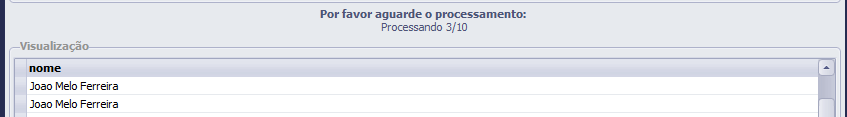 Por favor aguarde o processamento:
Processando 3/10
Visualização
nome
Joao Melo Ferreira
Joao Melo Ferreira